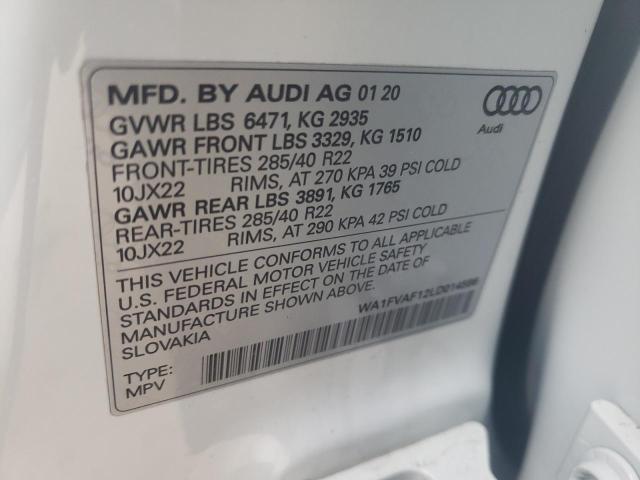 MFD. BY AUDI AG 01 20
GVWR LBS 6471, KG 2935
GAWR FRONT LBS 3329, KG 1510
FRONT-TIRES 285/40 R22
10JX22 RIMS, AT 270 KPA 39 PSI COLD
GAWR REAR LBS 3891, KG 1765
REAR-TIRES 285/40 R22
10JX22 RIMS, AT 290 KPA 42 PSI COLD
THIS VEHICLE CONFORMS TO ALL APPLICABLE
U.S. FEDERAL MOTOR VEHICLE SAFETY
STANDARDS IN EFFECT ON THE DATE OF
MANUFACTURE SHOWN ABOVE.
SLOVAKIA
TYPE:
MPV
Audi